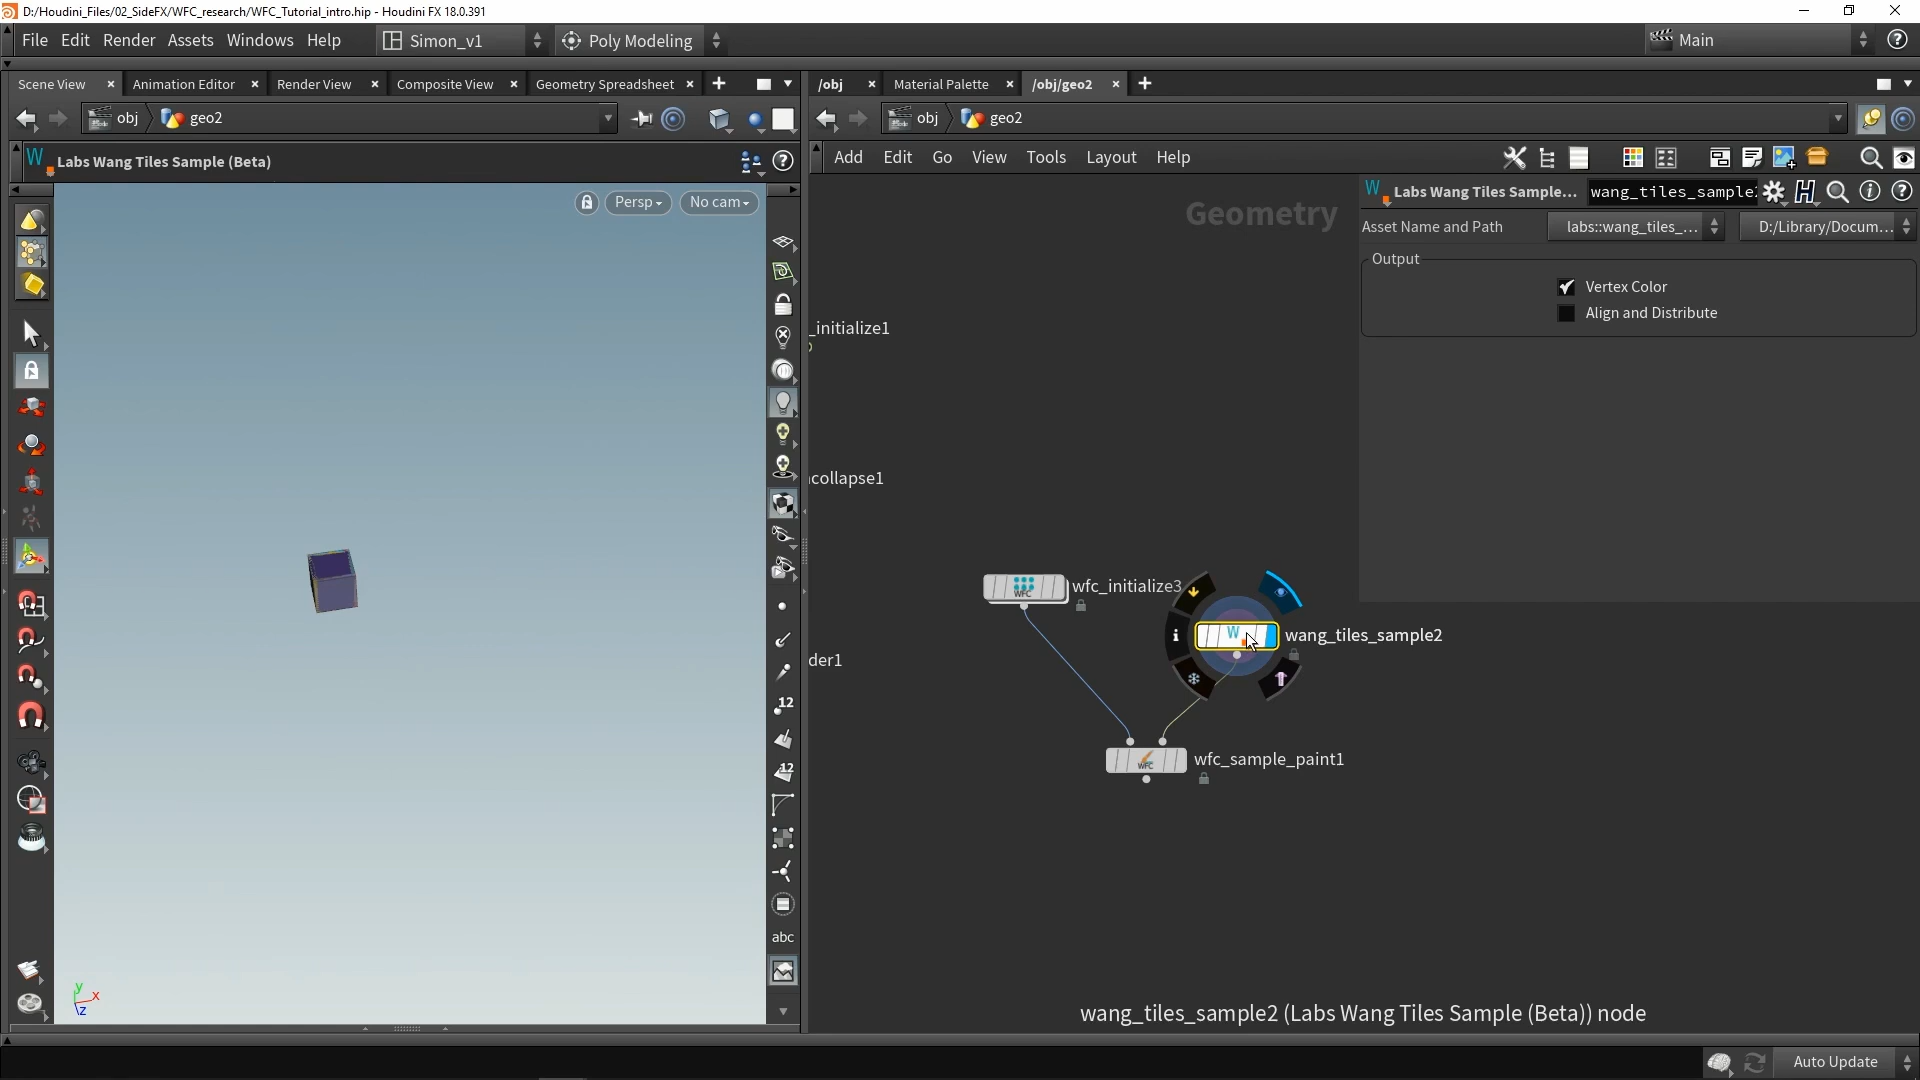 D:/Houdini_Files/02_SideFX/WFC_research/WFC_Tutorial_intro.hip - Houdini FX 18.0.391
File Edit Render Assets Windows Help
Simon_v1
Poly Modeling
Main
Scene View
Animation Editor
Render View
Composite View
Geometry Spreadsheet
/obj
Material Palette
/obj/geo2
obj
geo2
obj
geo2
Labs Wang Tiles Sample (Beta)
Add Edit Go View Tools Layout Help
Persp
No cam
Geometry
Labs Wang Tiles Sample...
wang_tiles_sample
Asset Name and Path
labs::wang_tiles_...
D:/Library/Docum...
Output
Vertex Color
Align and Distribute
_initialize1
collapse1
der1
WFC
wfc_initialize3
W
wang_tiles_sample2
WFC
wfc_sample_paint1
12
12
abc
y
x
z
wang_tiles_sample2 (Labs Wang Tiles Sample (Beta)) node
Auto Update